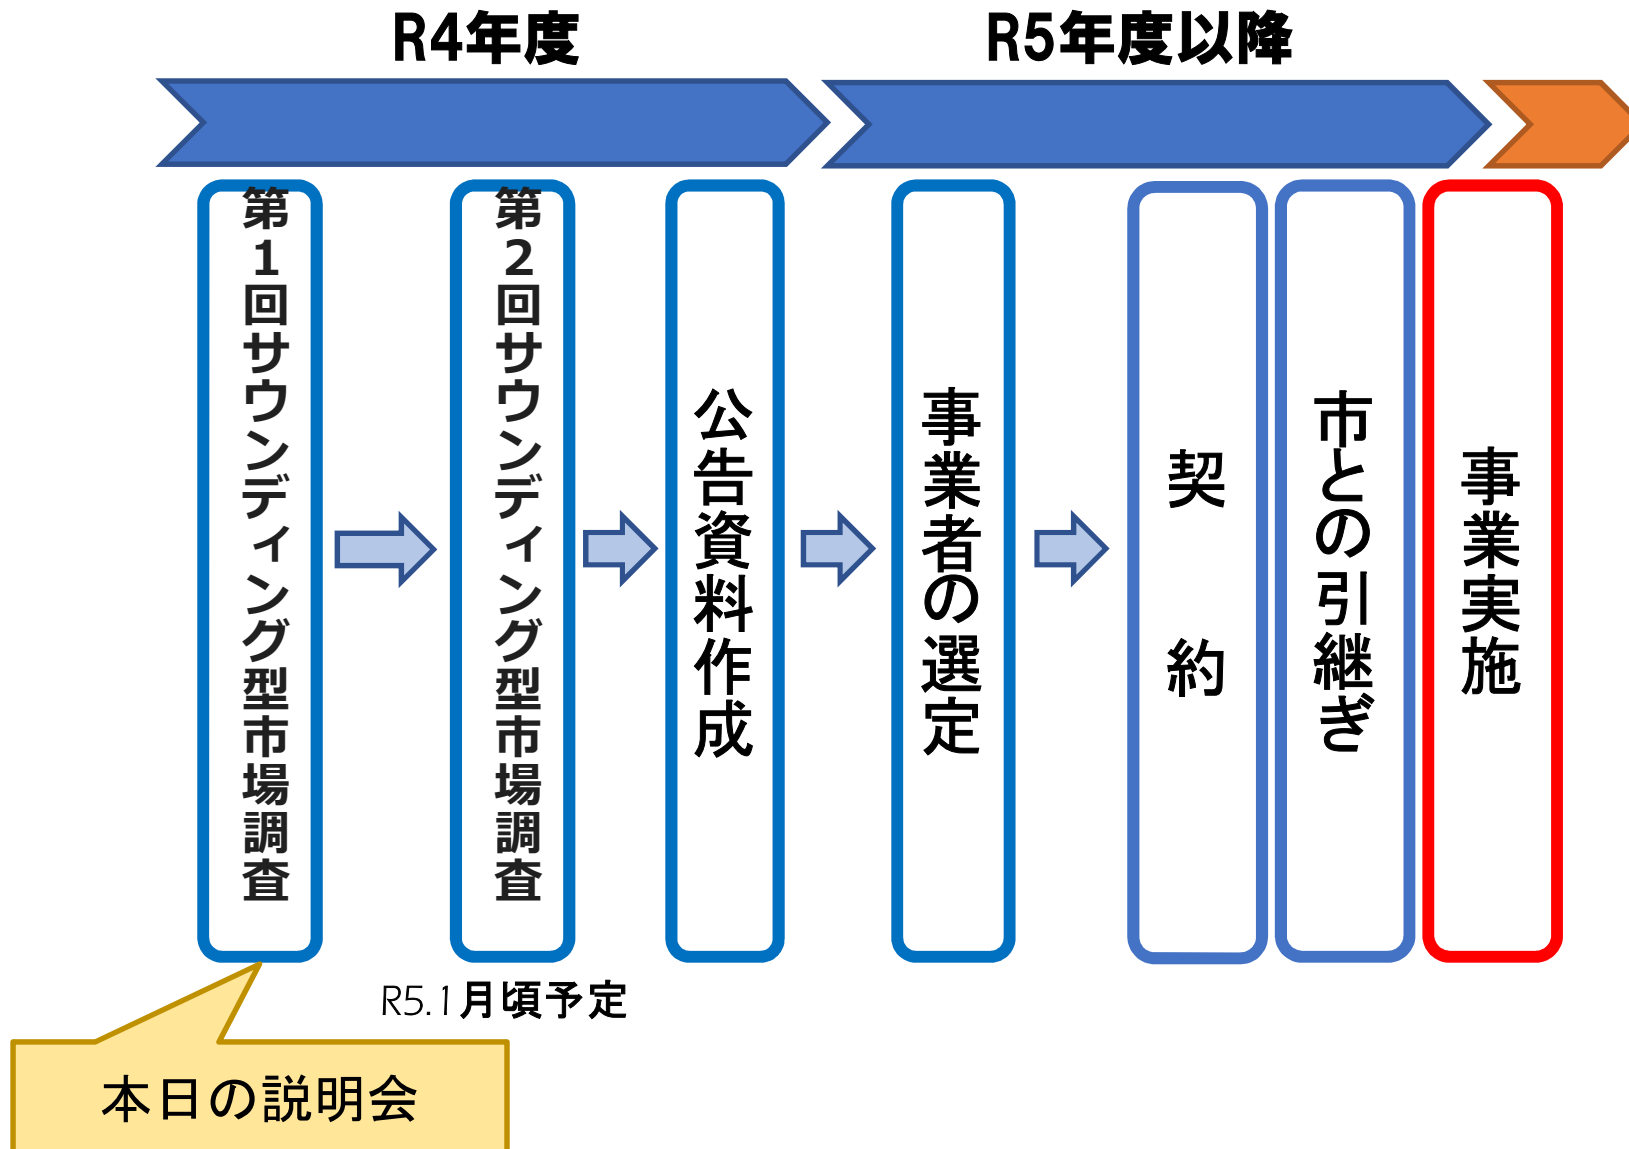 R4年度
R5年度以降
第1回サウンディング型市場調査
第2回サウンディング型市場調査
公告資料作成
事業者の選定
契約
市との引継ぎ
事業実施
R5.1月頃予定
本日の説明会